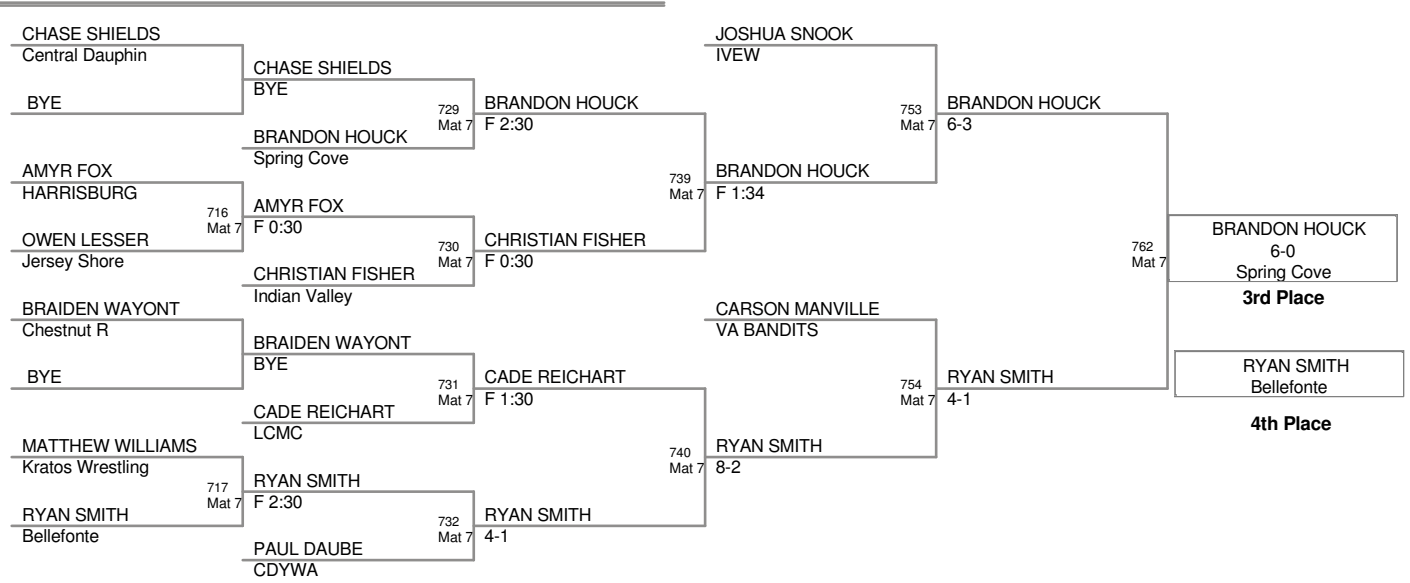 CHASE SHIELDS
Central Dauphin
BYE
AMYR FOX
HARRISBURG
OWEN LESSER
Jersey Shore
BRAIDEN WAYONT
Chestnut R
BYE
MATTHEW WILLIAMS
Kratos Wrestling
RYAN SMITH
Bellefonte
CHASE SHIELDS
BYE
BRANDON HOUCK
Spring Cove
716
Mat 7
AMYR FOX
F 0:30
CHRISTIAN FISHER
Indian Valley
BRAIDEN WAYONT
BYE
CADE REICHART
LCMC
717
Mat 7
RYAN SMITH
F 2:30
PAUL DAUBE
CDYWA
729
Mat 7
BRANDON HOUCK
F 2:30
730
Mat 7
CHRISTIAN FISHER
F 0:30
731
Mat 7
CADE REICHART
F 1:30
732
Mat 7
RYAN SMITH
4-1
JOSHUA SNOOK
IVEW
739
Mat 7
BRANDON HOUCK
F 1:34
CARSON MANVILLE
VA BANDITS
740
Mat 7
RYAN SMITH
8-2
753
Mat 7
BRANDON HOUCK
6-3
754
Mat 7
RYAN SMITH
4-1
762
Mat 7
BRANDON HOUCK
6-0
Spring Cove
3rd Place
RYAN SMITH
Bellefonte
4th Place